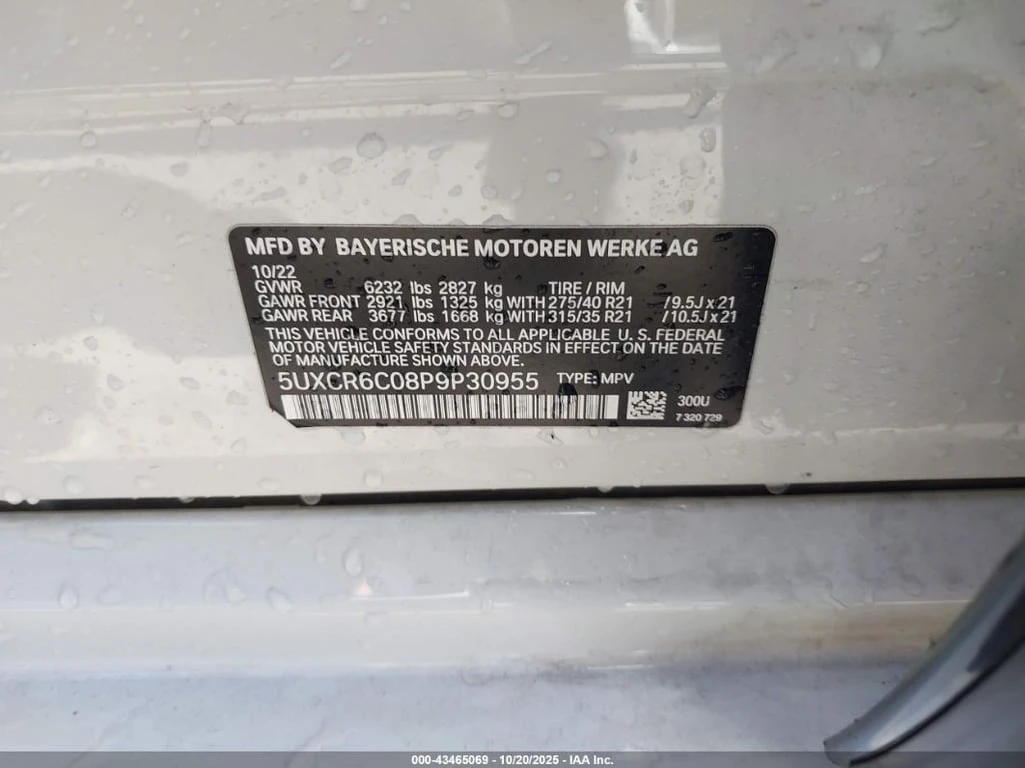 MFD BY BAYERISCHE MOTOREN WERKE AG
10/22
GVWR 6232 lbs 2827 kg TIRE / RIM
GAWR FRONT 2921 lbs 1325 kg WITH 275/40 R21 /9.5J x 21
GAWR REAR 3677 lbs 1668 kg WITH 315/35 R21 /10.5J x 21
THIS VEHICLE CONFORMS TO ALL APPLICABLE U. S. FEDERAL
MOTOR VEHICLE SAFETY STANDARDS IN EFFECT ON THE DATE
OF MANUFACTURE SHOWN ABOVE.
5UXCR6C08P9P30955 TYPE: MPV
300U
7 320 729
000-43465069 - 10/20/2025 - IAA Inc.